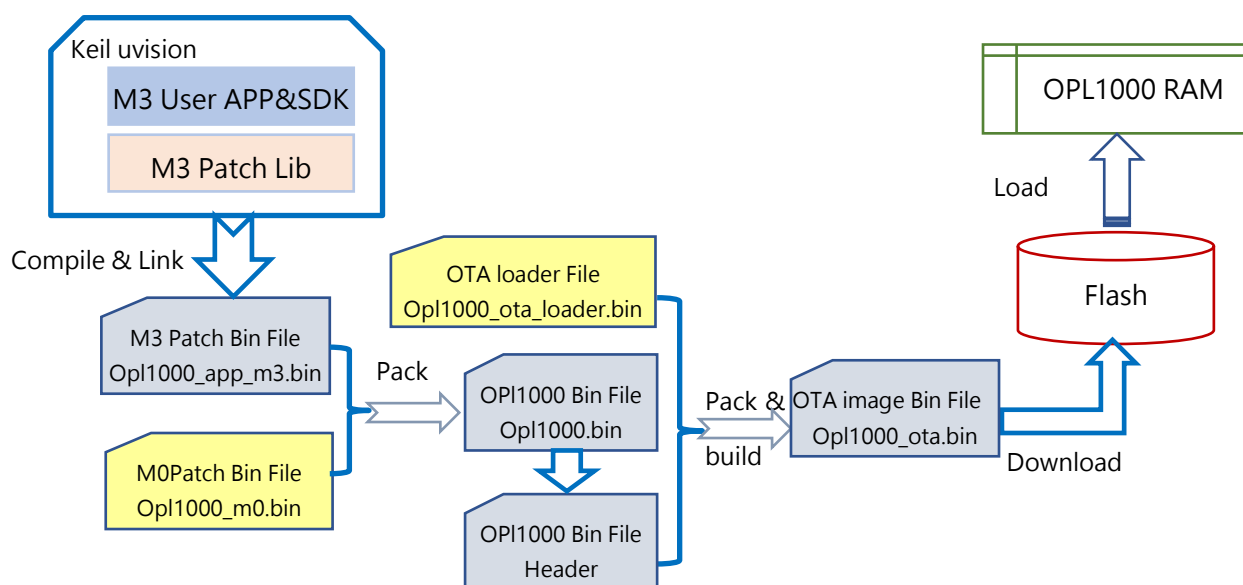 Keil uvision
M3 User APP&SDK
M3 Patch Lib
Compile & Link
M3 Patch Bin File
Opl1000_app_m3.bin
M0Patch Bin File
Opl1000_m0.bin
Pack
OTA loader File
Opl1000_ota_loader.bin
OPl1000 Bin File
Opl1000.bin
OPl1000 Bin File
Header
Pack &
build
OTA image Bin File
Opl1000_ota.bin
Download
Flash
Load
OPL1000 RAM